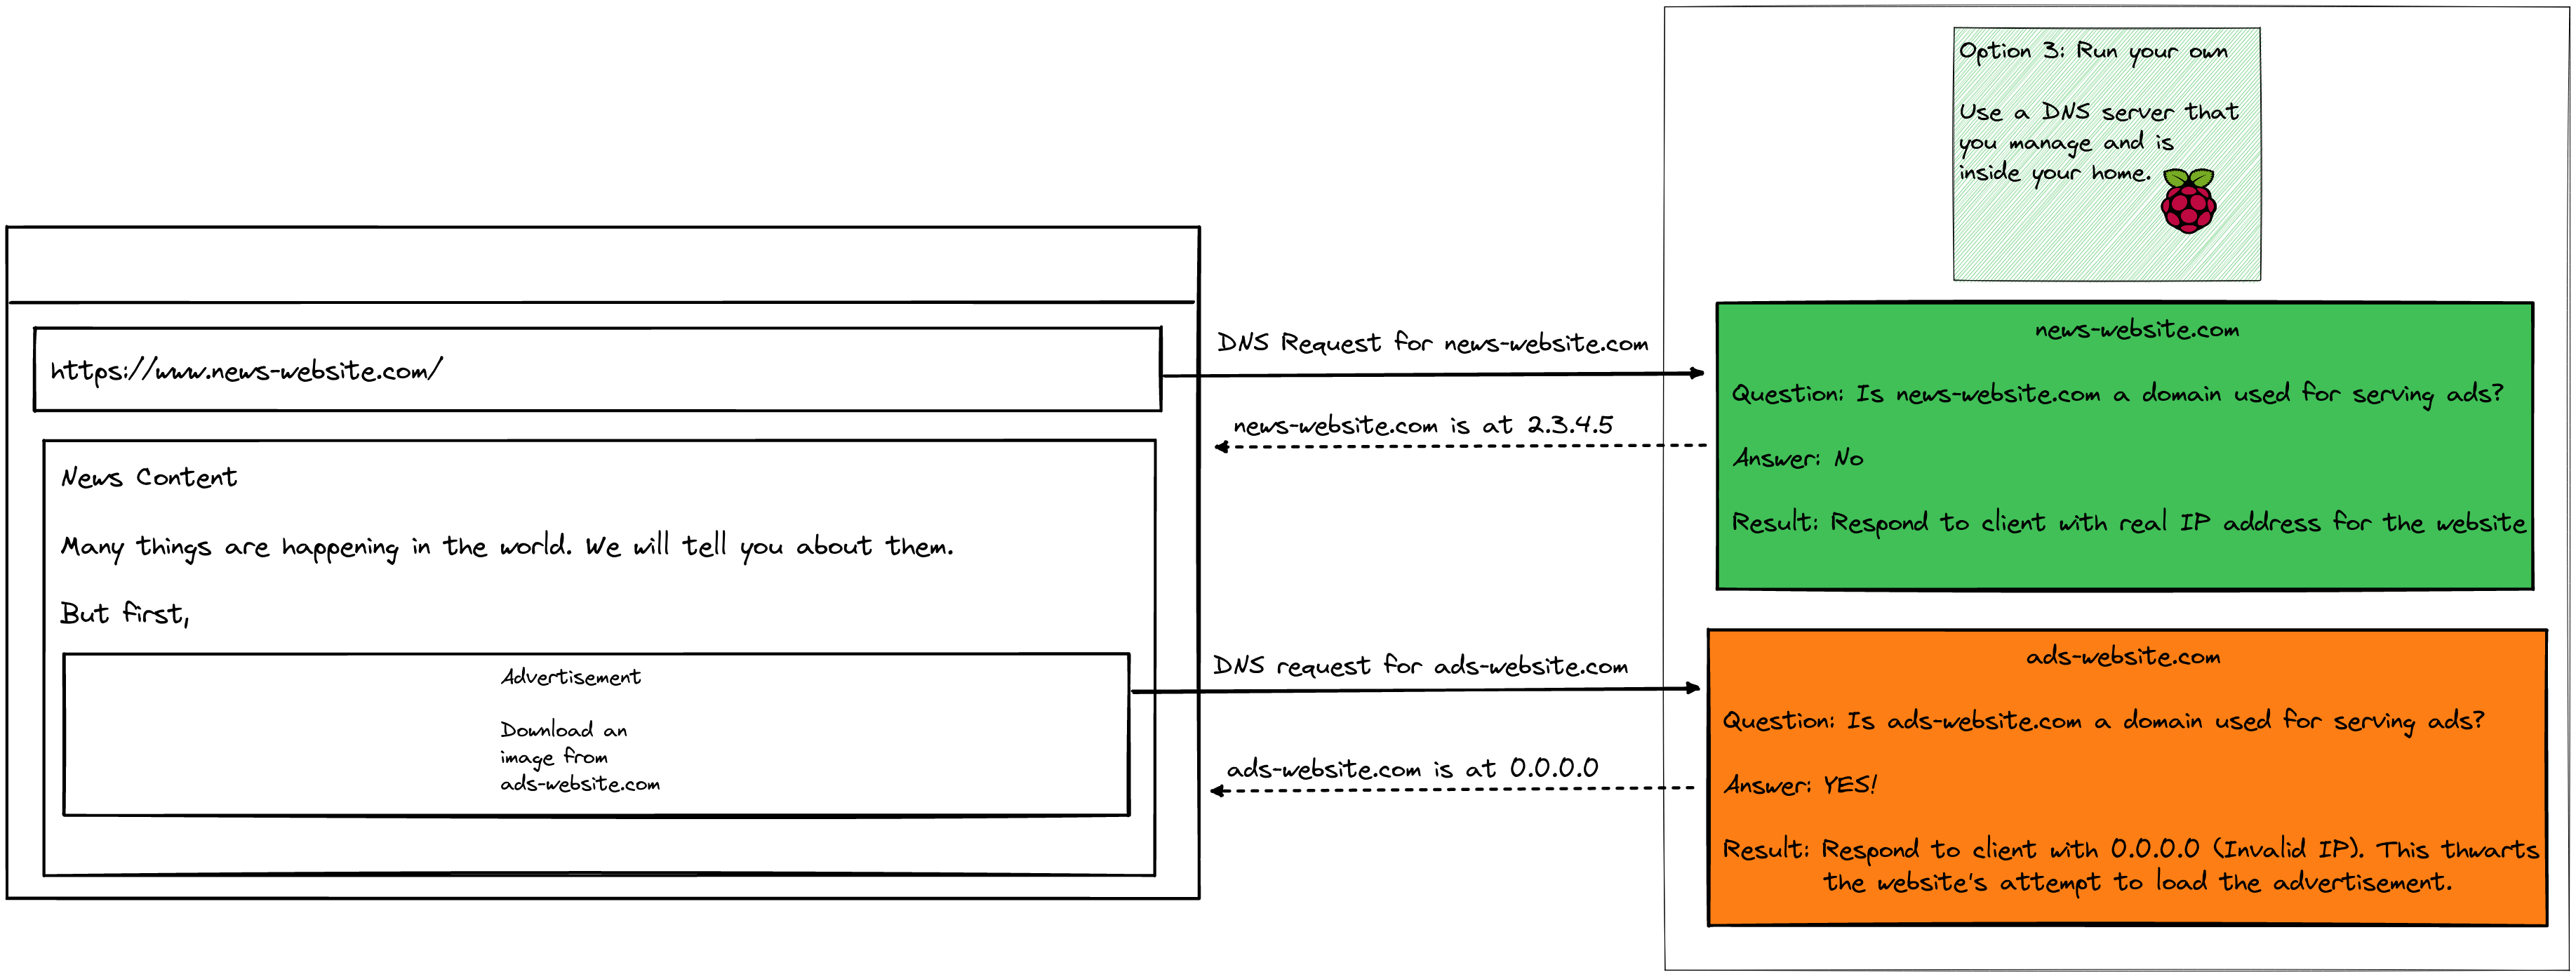 Option 3: Run your own
Use a DNS server that
you manage and is
inside your home.
https://www.news-website.com/
DNS Request for news-website.com
news-website.com is at 2.3.4.5
news-website.com
Question: Is news-website.com a domain used for serving ads?
Answer: No
Result: Respond to client with real IP address for the website
News Content
Many things are happening in the world. We will tell you about them.
But first,
Advertisement
Download an
image from
ads-website.com
DNS request for ads-website.com
ads-website.com is at 0.0.0.0
ads-website.com
Question: Is ads-website.com a domain used for serving ads?
Answer: YES!
Result: Respond to client with 0.0.0.0 (Invalid IP). This thwarts
the website's attempt to load the advertisement.